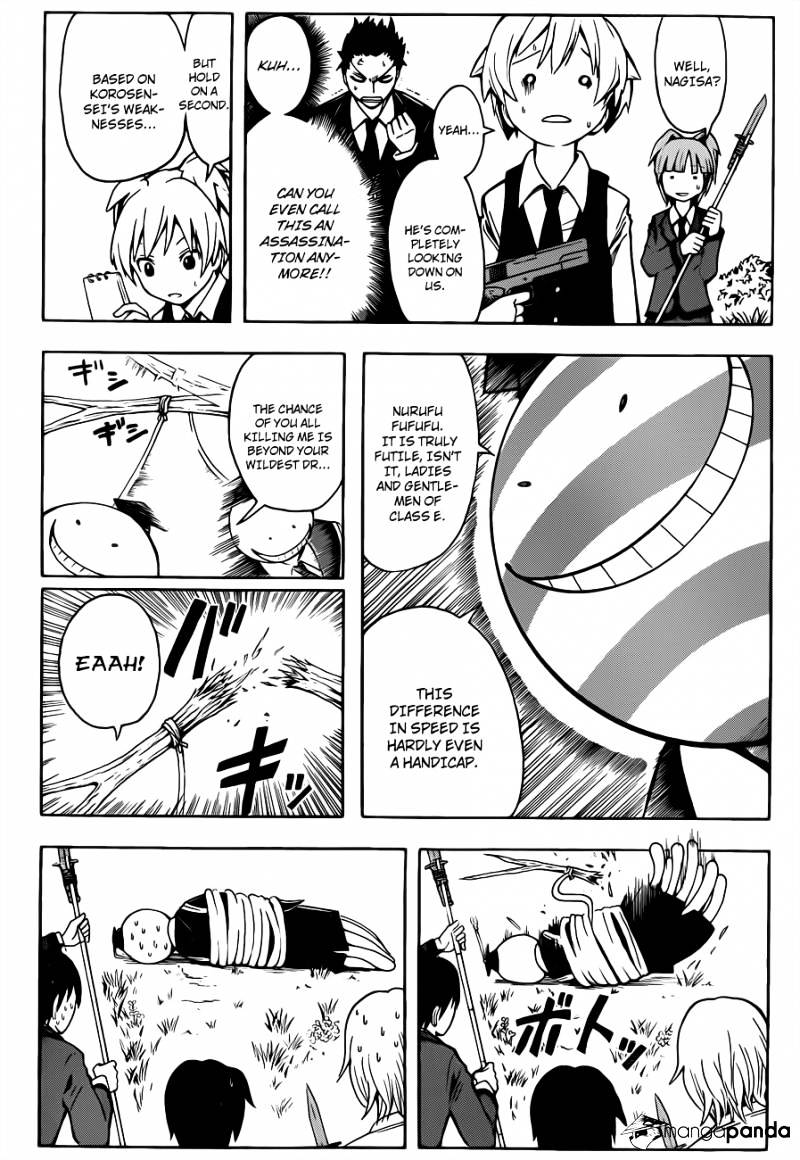 WELL,
NAGISA?
YEAH...
HE'S COM-
PLETELY
LOOKING
DOWN ON
US.
KUH...
CAN YOU
EVEN CALL
THIS AN
ASSASSINA-
TION ANY-
MORE!!
BUT
HOLD
ON A
SECOND.
BASED ON
KOROSEN-
SEI'S WEAK-
NESSES...
NURUFU
FUFUFU.
IT IS TRULY
FUTILE, ISN'T
IT, LADIES
AND GENTLE-
MEN OF
CLASS E.
THIS
DIFFERENCE
IN SPEED IS
HARDLY EVEN
A HANDICAP.
THE CHANCE
OF YOU ALL
KILLING ME IS
BEYOND YOUR
WILDEST DR...
ギシ
ギシ
EAAH!
バキッ
ボトッ
mangapanda